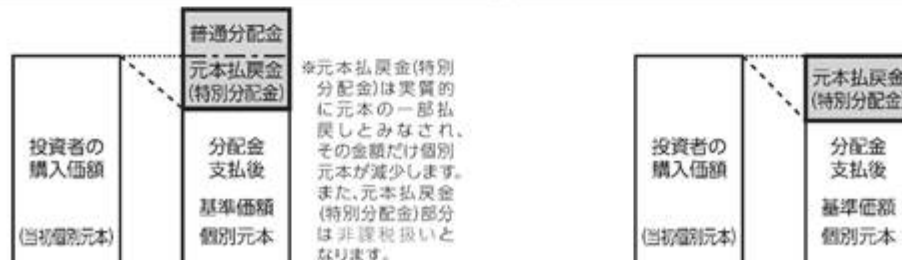 普通分配金
元本払戻金
(特別分配金)
投資者の
購入価額
(当初個別元本)
分配金
支払後
基準価額
個別元本
※元本払戻金(特別
分配金)は実質的
に元本の一部払
戻しとみなされ、
その金額だけ個別
元本が減少します。
また、元本払戻金
(特別分配金)部分
は非課税扱いと
なります。
投資者の
購入価額
(当初個別元本)
元本払戻金
(特別分配金
分配金
支払後
基準価額
個別元本